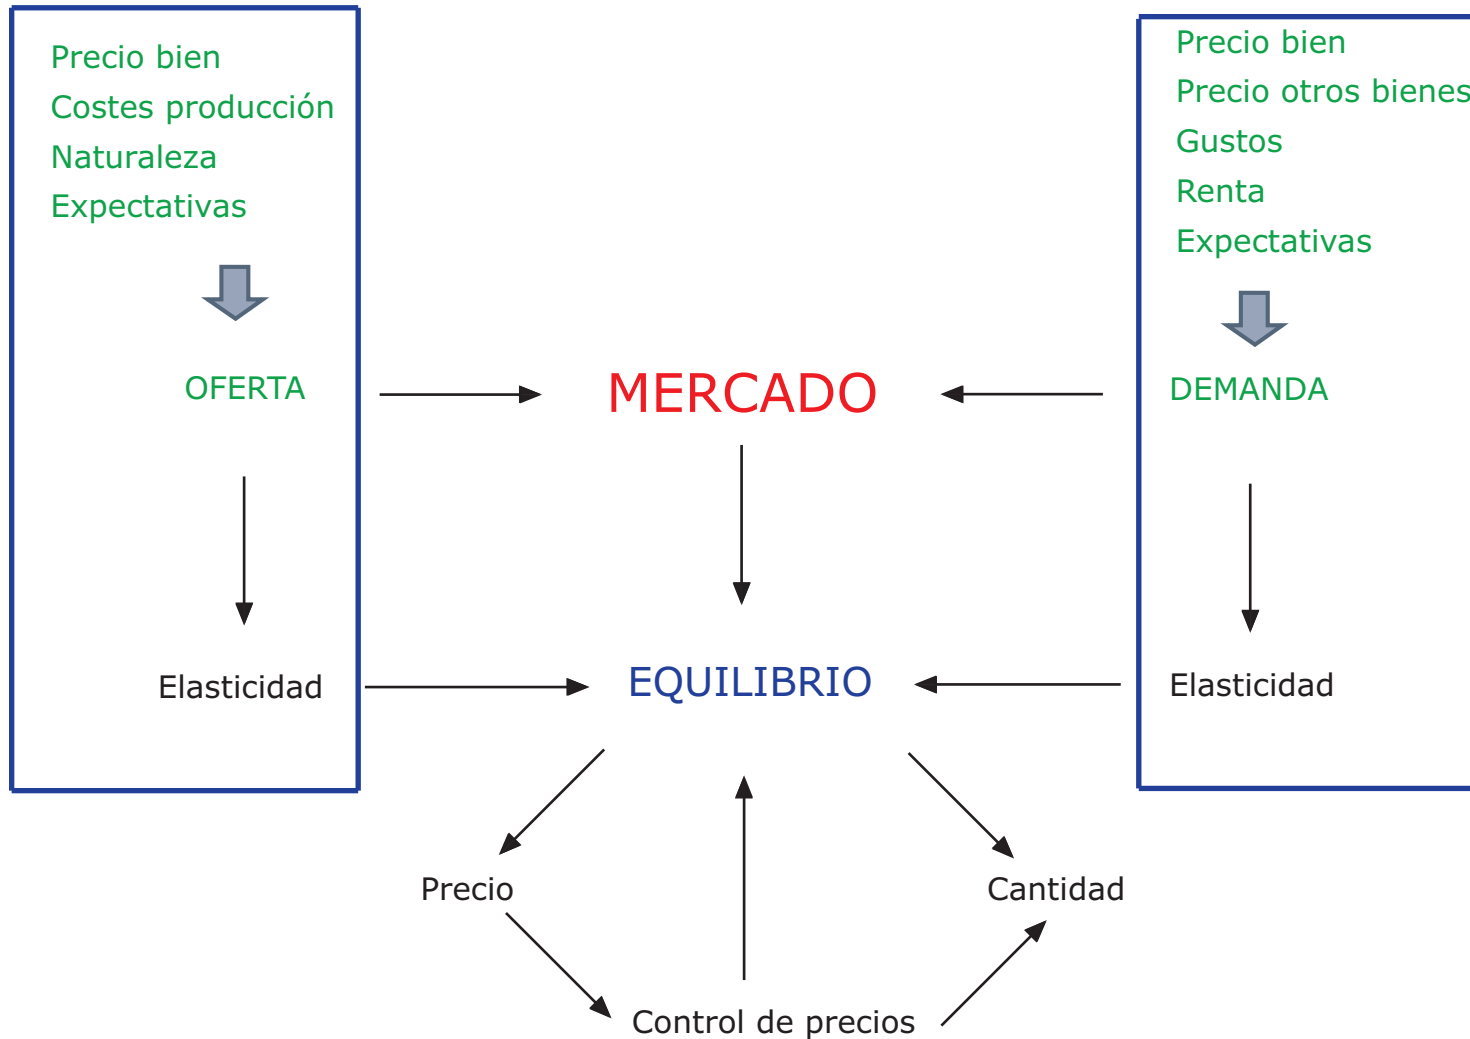 Precio bien
Costes producción
Naturaleza
Expectativas
OFERTA
Elasticidad
MERCADO
EQUILIBRIO
Precio bien
Precio otros bienes
Gustos
Renta
Expectativas
DEMANDA
Elasticidad
Precio
Cantidad
Control de precios